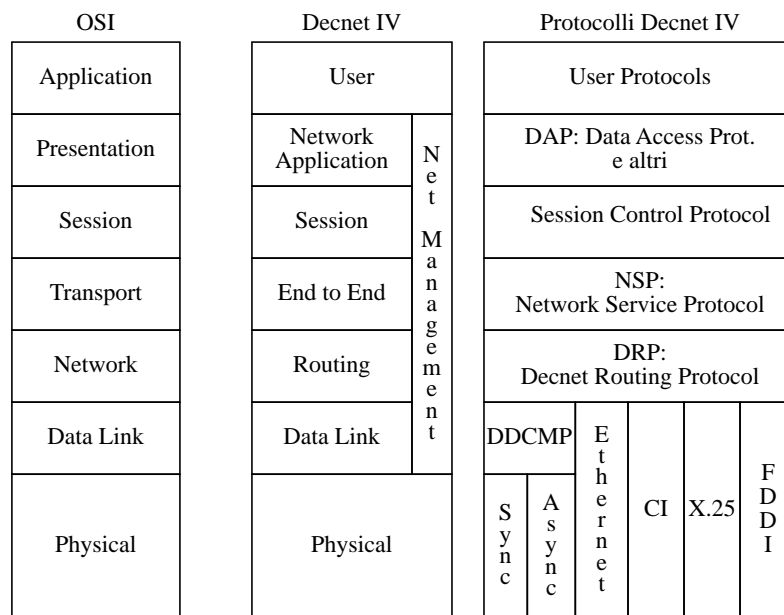 OSI
Decnet IV
Protocolli Decnet IV
Application
User
User Protocols
Presentation
Network
Application
Net Management
DAP: Data Access Prot.
e altri
Session
Session
Session Control Protocol
Transport
End to End
NSP:
Network Service Protocol
Network
Routing
DRP:
Decnet Routing Protocol
Data Link
Data Link
DDCMP
Ethernet
CI
X.25
FDDI
Physical
Physical
Sync
Async